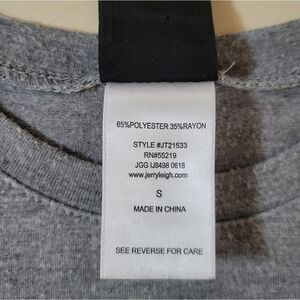 65%POLYESTER 35%RAYON
STYLE #JT21533
RN#55219
JGG IJ8498 0618
www.jerryleigh.com
S
MADE IN CHINA
SEE REVERSE FOR CARE